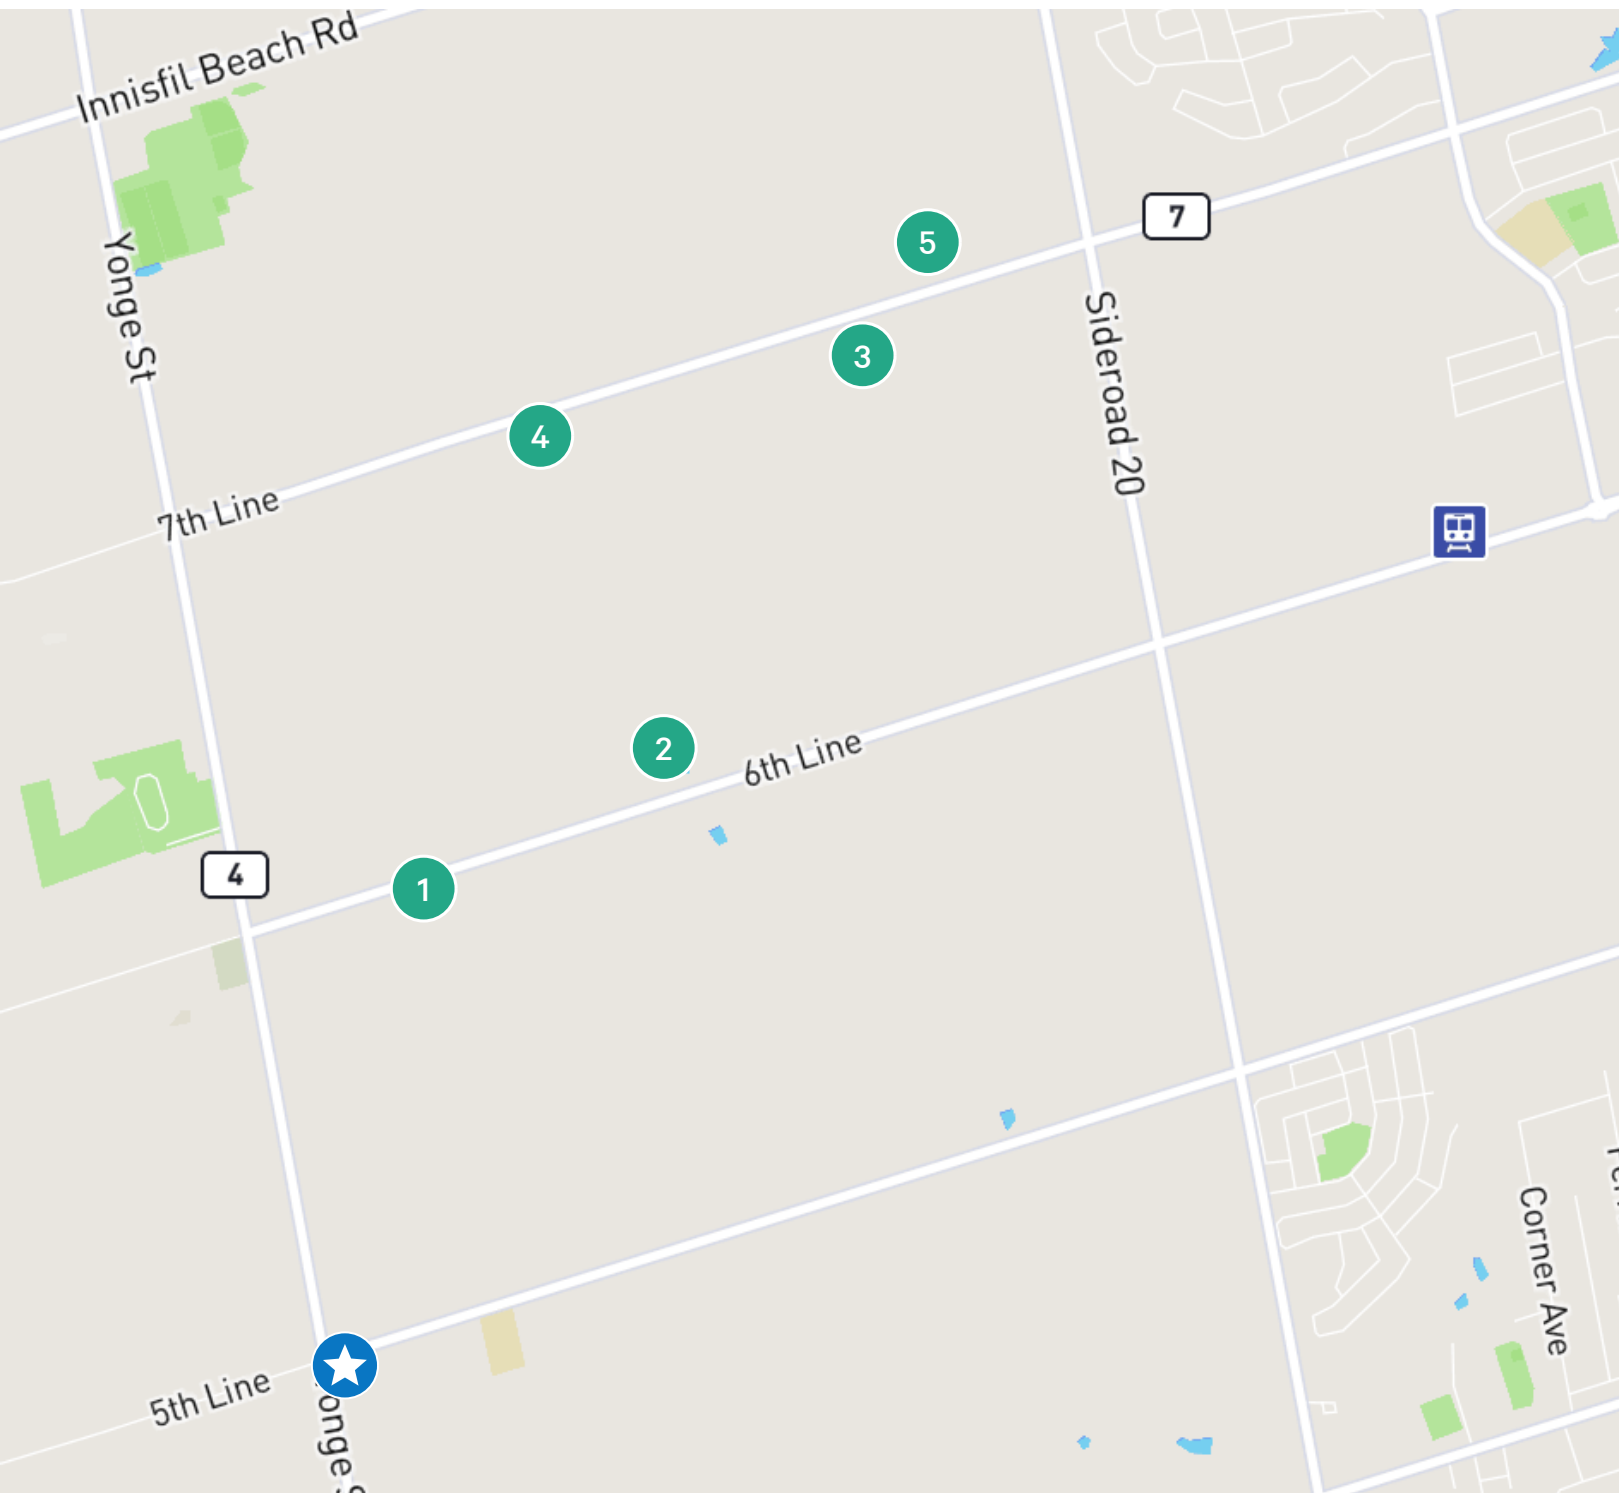 Innisfil Beach Rd
7
5
Yonge St
Sideroad 20
3
4
7th Line
2
6th Line
4
1
Corner Ave
5th Line